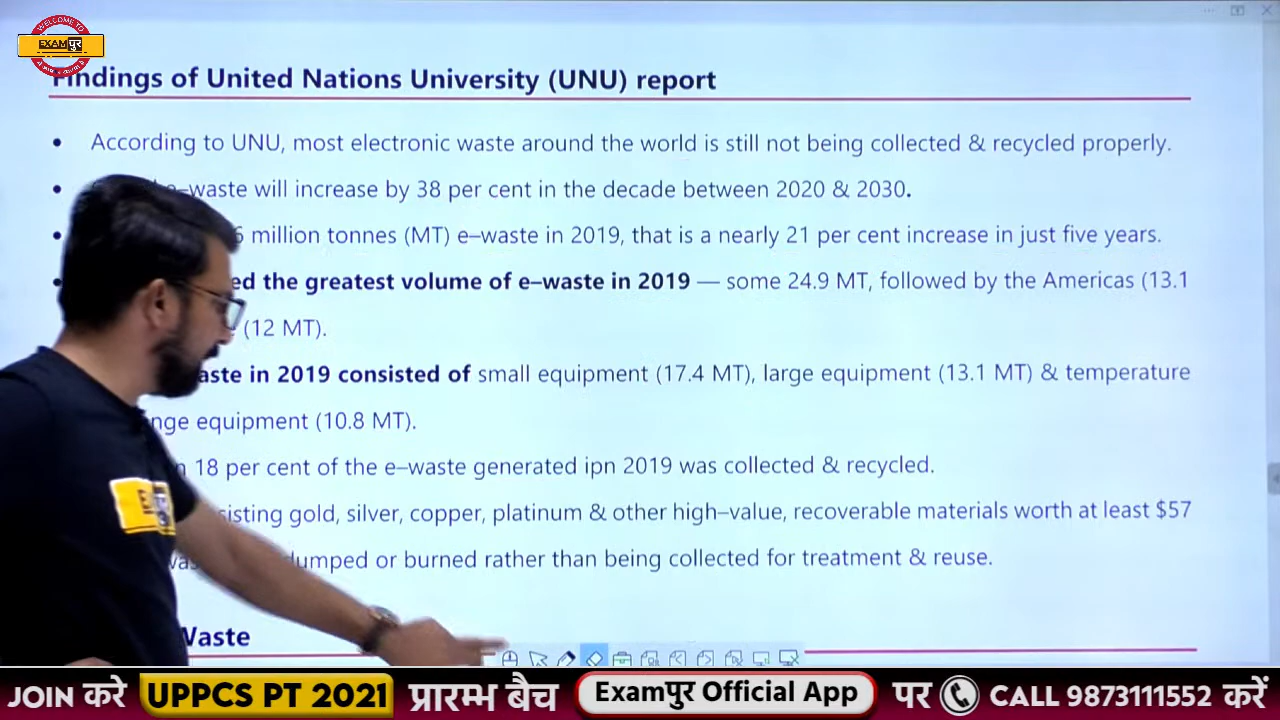 WELCOME TO
EXAMपुर
Findings of United Nations University (UNU) report
• According to UNU, most electronic waste around the world is still not being collected & recycled properly.
• e–waste will increase by 38 per cent in the decade between 2020 & 2030.
• 6 million tonnes (MT) e–waste in 2019, that is a nearly 21 per cent increase in just five years.
ed the greatest volume of e–waste in 2019 — some 24.9 MT, followed by the Americas (13.1
(12 MT).
aste in 2019 consisted of small equipment (17.4 MT), large equipment (13.1 MT) & temperature
nge equipment (10.8 MT).
18 per cent of the e–waste generated ipn 2019 was collected & recycled.
sisting gold, silver, copper, platinum & other high–value, recoverable materials worth at least $57
dumped or burned rather than being collected for treatment & reuse.
Waste
JOIN करे UPPCS PT 2021 प्रारम्भ बैच Examपुर Official App पर CALL 9873111552 करें